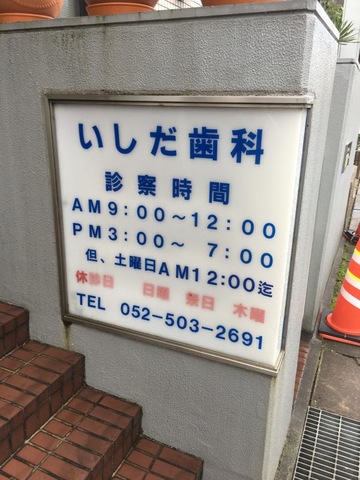 いしだ歯科
診察時間
AM9:00〜12:00
PM3:00〜 7:00
但、土曜日AM12:00迄
休診日 日曜 祭日 木曜
TEL 052-503-2691